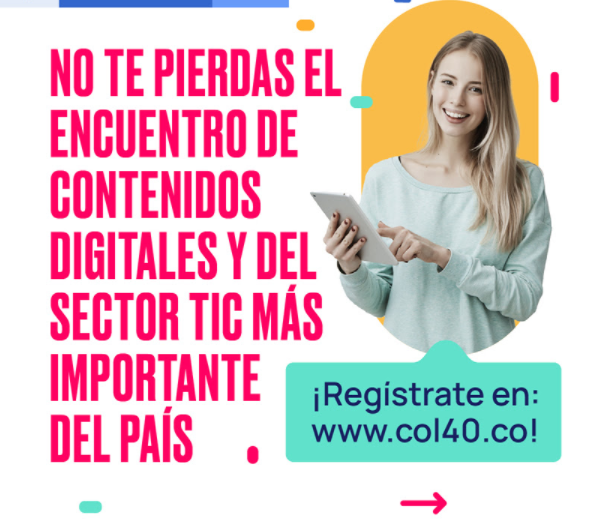 NO TE PIERDAS EL
ENCUENTRO DE
CONTENIDOS
DIGITALES Y DEL
SECTOR TIC MÁS
IMPORTANTE
DEL PAÍS
¡Regístrate en:
www.col40.co!